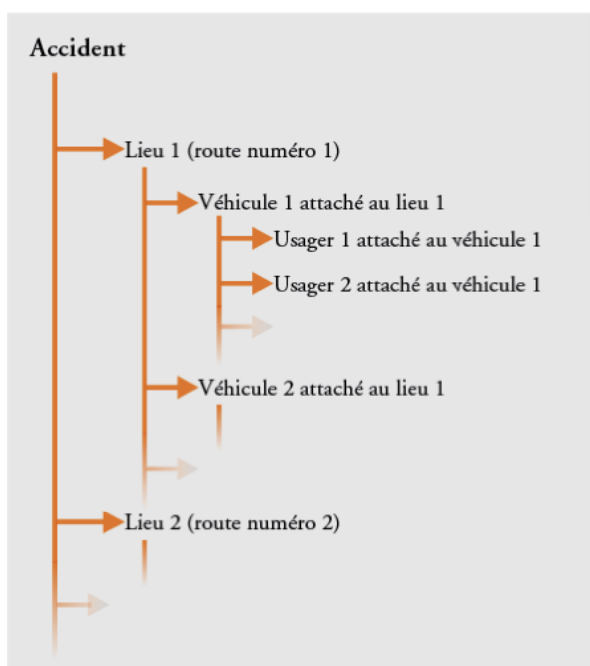 Accident
Lieu 1 (route numéro 1)
Véhicule 1 attaché au lieu 1
Usager 1 attaché au véhicule 1
Usager 2 attaché au véhicule 1
Véhicule 2 attaché au lieu 1
Lieu 2 (route numéro 2)